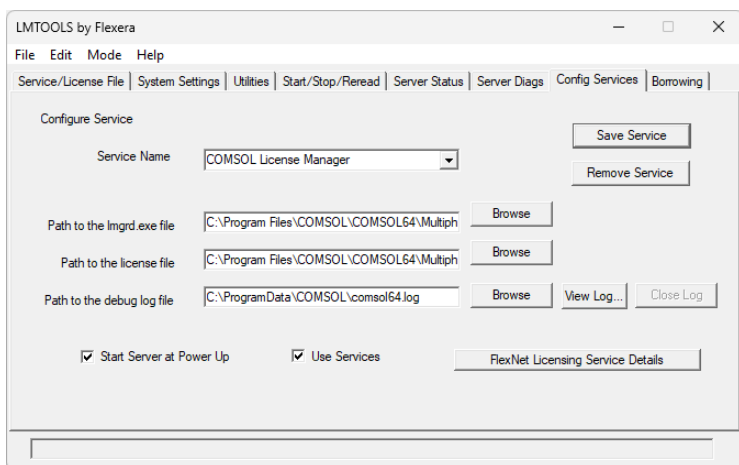 LMTOOLS by Flexera
File Edit Mode Help
Service/License File System Settings Utilities Start/Stop/Reread Server Status Server Diags Config Services Borrowing
Configure Service
Save Service
Service Name COMSOL License Manager
Remove Service
Path to the lmgrd.exe file C:\Program Files\COMSOL\COMSOL64\Multiph Browse
Path to the license file C:\Program Files\COMSOL\COMSOL64\Multiph Browse
Path to the debug log file C:\ProgramData\COMSOL\comsol64.log Browse View Log... Close Log
Start Server at Power Up Use Services FlexNet Licensing Service Details